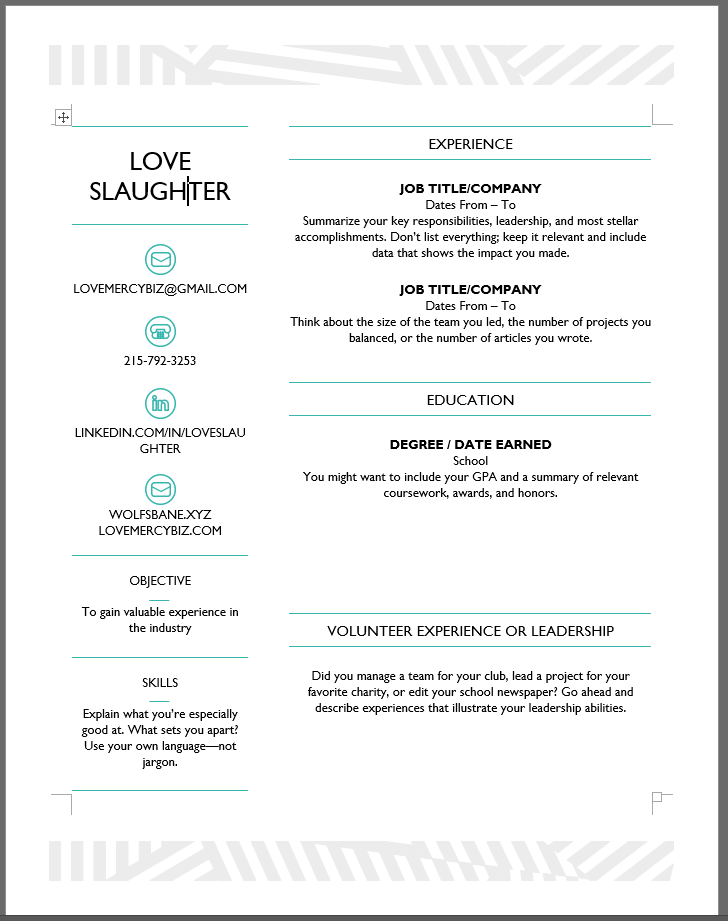 LOVE
SLAUGHTER
LOVEMERCYBIZ@GMAIL.COM
215-792-3253
in
LINKEDIN.COM/IN/LOVESLAU
GHTER
WOLFSBANE.XYZ
LOVEMERCYBIZ.COM
OBJECTIVE
To gain valuable experience in
the industry
SKILLS
Explain what you’re especially
good at. What sets you apart?
Use your own language—not
jargon.
EXPERIENCE
JOB TITLE/COMPANY
Dates From – To
Summarize your key responsibilities, leadership, and most stellar
accomplishments. Don’t list everything; keep it relevant and include
data that shows the impact you made.
JOB TITLE/COMPANY
Dates From – To
Think about the size of the team you led, the number of projects you
balanced, or the number of articles you wrote.
EDUCATION
DEGREE / DATE EARNED
School
You might want to include your GPA and a summary of relevant
coursework, awards, and honors.
VOLUNTEER EXPERIENCE OR LEADERSHIP
Did you manage a team for your club, lead a project for your
favorite charity, or edit your school newspaper? Go ahead and
describe experiences that illustrate your leadership abilities.